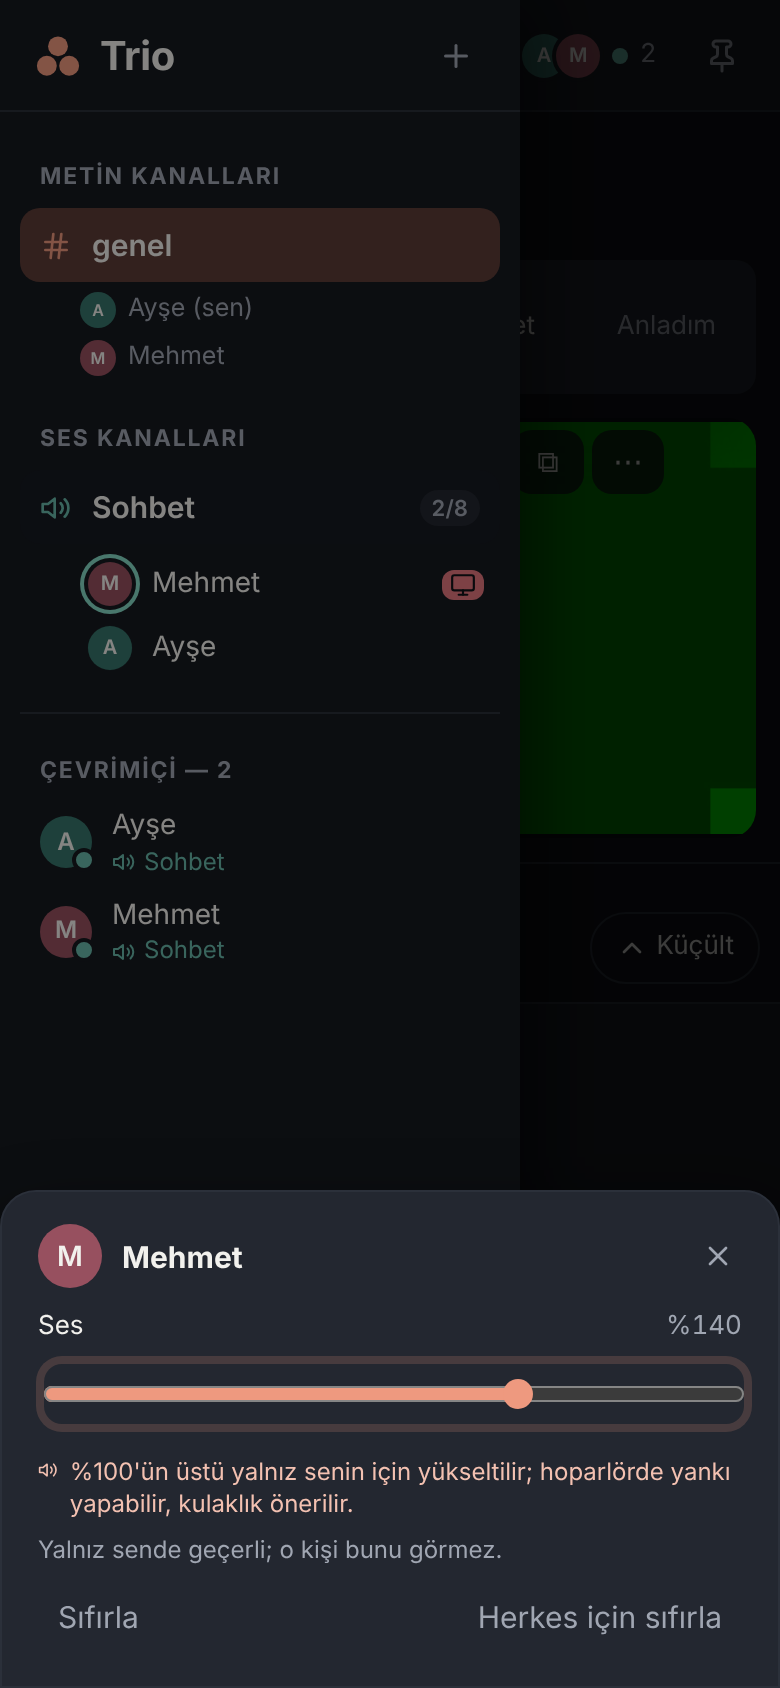 Trio
A M 2
METİN KANALLARI
# genel
A Ayşe (sen)
M Mehmet
et Anladım
SES KANALLARI
Sohbet 2/8
M Mehmet
A Ayşe
ÇEVRİMİÇİ — 2
A Ayşe
Sohbet
M Mehmet
Sohbet
Küçült
M Mehmet
Ses %140
%100'ün üstü yalnız senin için yükseltilir; hoparlörde yankı
yapabilir, kulaklık önerilir.
Yalnız sende geçerli; o kişi bunu görmez.
Sıfırla Herkes için sıfırla